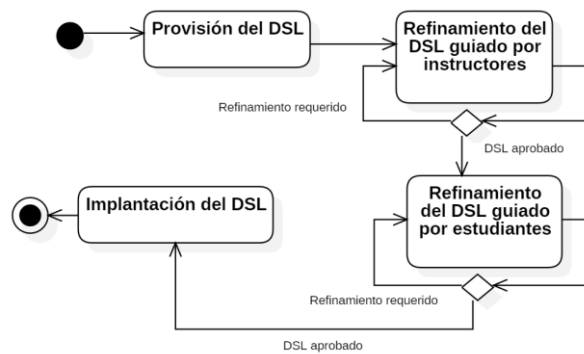 Provisión del DSL
Refinamiento del
DSL guiado por
instructores
Refinamiento requerido
DSL aprobado
Refinamiento
del DSL guiado
por estudiantes
Implantación del DSL
Refinamiento requerido
DSL aprobado